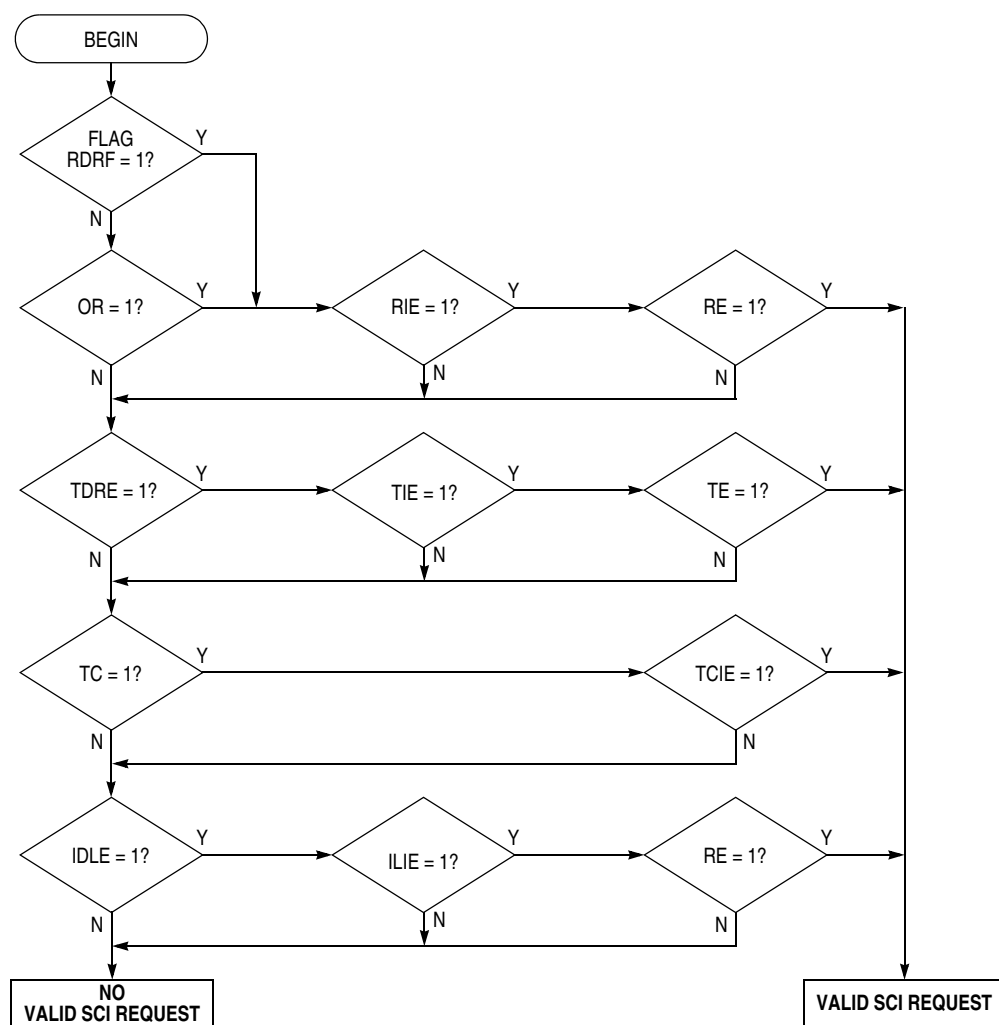 BEGIN
FLAG
RDRF = 1?
Y
N
OR = 1?
Y
RIE = 1?
Y
RE = 1?
Y
N
N
N
TDRE = 1?
Y
TIE = 1?
Y
TE = 1?
Y
N
N
N
TC = 1?
Y
TCIE = 1?
Y
N
N
IDLE = 1?
Y
ILIE = 1?
Y
RE = 1?
Y
N
N
N
NO
VALID SCI REQUEST
VALID SCI REQUEST